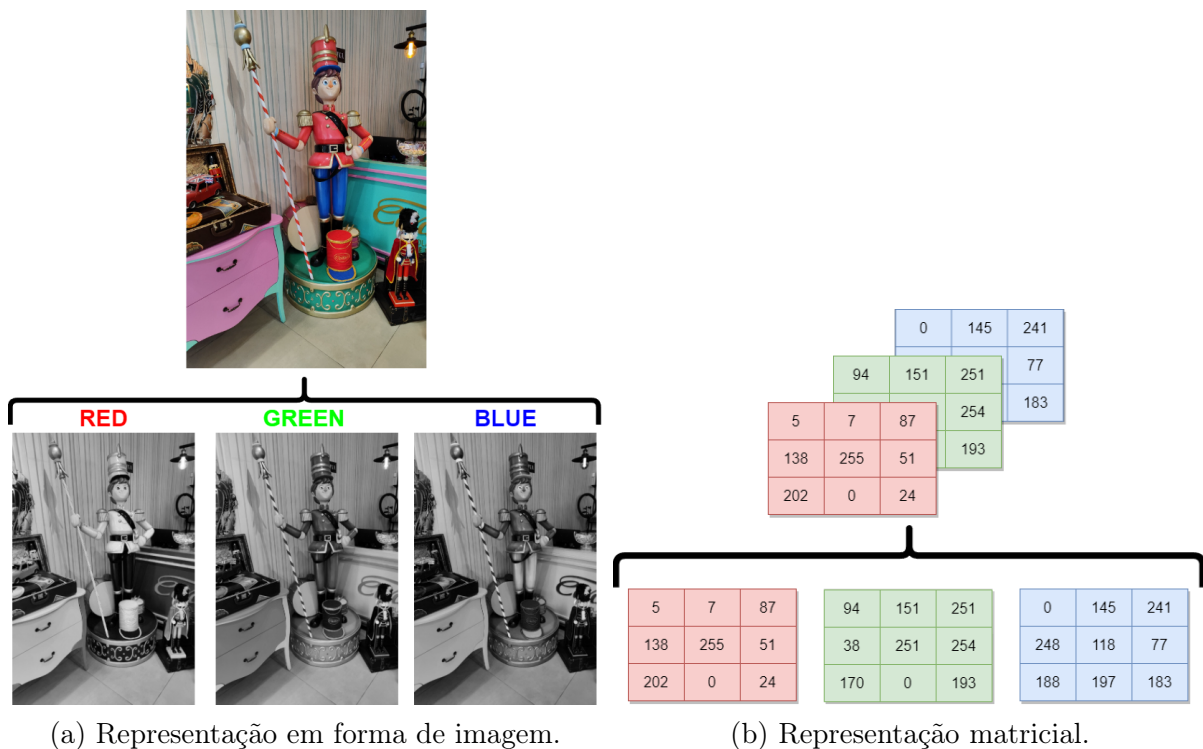 RED GREEN BLUE
0 145 241
77
183
94 151 251
254
193
5 7 87
138 255 51
202 0 24
5 7 87
138 255 51
202 0 24
94 151 251
38 251 254
170 0 193
0 145 241
248 118 77
188 197 183
(a) Representação em forma de imagem.
(b) Representação matricial.